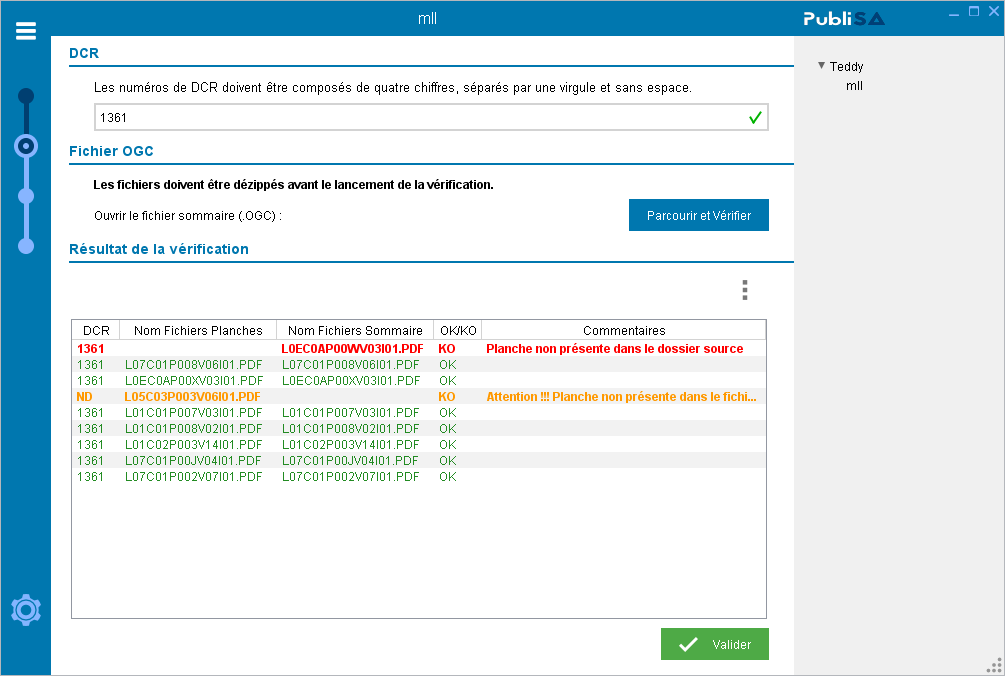 mll
PubliSA
DCR
Les numéros de DCR doivent être composés de quatre chiffres, séparés par une virgule et sans espace.
1361
Fichier OGC
Les fichiers doivent être dézippés avant le lancement de la vérification.
Ouvrir le fichier sommaire (.OGC) :
Parcourir et Vérifier
Résultat de la vérification
DCR Nom Fichiers Planches Nom Fichiers Sommaire OK/KO Commentaires
1361 L0EC0AP00WV03I01.PDF KO Planche non présente dans le dossier source
1361 L07C01P008V06I01.PDF L07C01P008V06I01.PDF OK
1361 L0EC0AP00XV03I01.PDF L0EC0AP00XV03I01.PDF OK
ND L05C03P003V06I01.PDF KO Attention !!! Planche non présente dans le fichi...
1361 L01C01P007V03I01.PDF L01C01P007V03I01.PDF OK
1361 L01C01P008V02I01.PDF L01C01P008V02I01.PDF OK
1361 L01C02P003V14I01.PDF L01C02P003V14I01.PDF OK
1361 L07C01P00JV04I01.PDF L07C01P00JV04I01.PDF OK
1361 L07C01P002V07I01.PDF L07C01P002V07I01.PDF OK
Valider
Teddy
mll